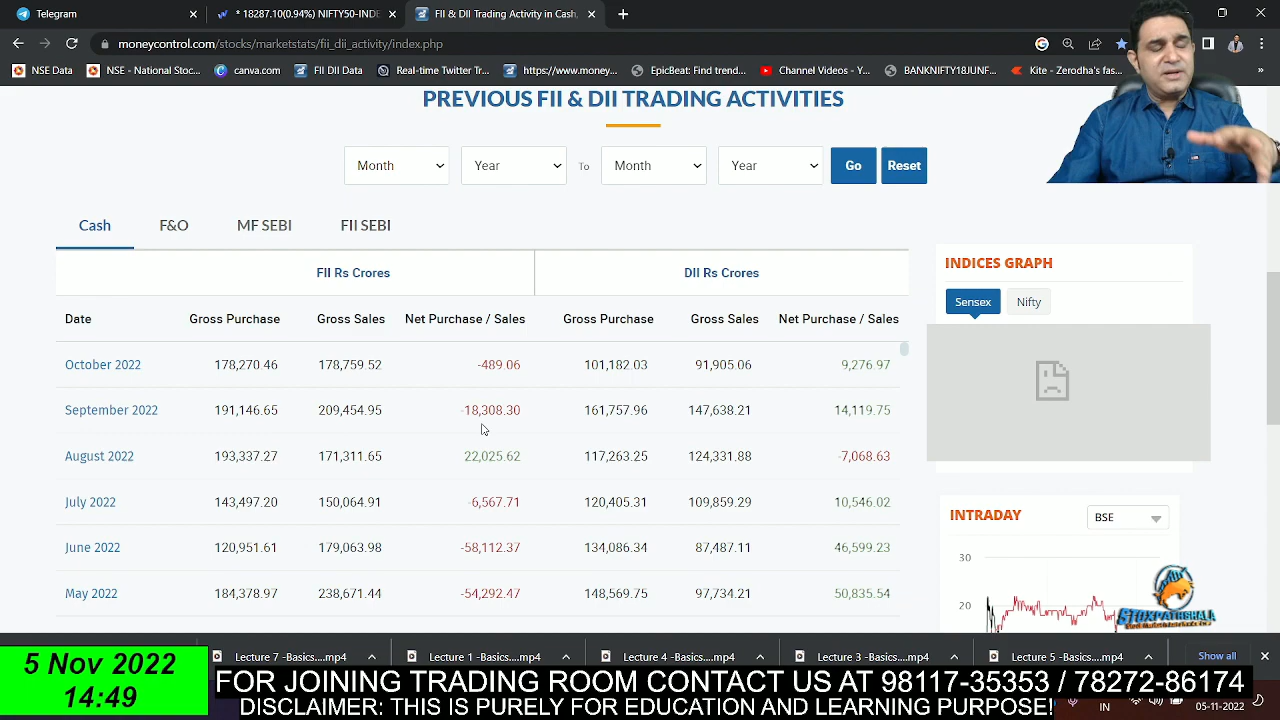 Telegram
* 18287.10(0.94%) NIFTY50-INDE
FII & DII Trading Activity in Cash,
moneycontrol.com/stocks/marketstats/fii_dii_activity/index.php
NSE Data
NSE - National Stoc...
canva.com
FII DII Data
Real-time Twitter T...
https://www.money...
EpicBeat: Find trend...
Channel Videos - Y...
BANKNIFTY18JUNF...
Kite - Zerodha's fas...
PREVIOUS FII & DII TRADING ACTIVITIES
Month Year To Month Year Go Reset
Cash F&O MF SEBI FII SEBI
FII Rs Crores DII Rs Crores
Date Gross Purchase Gross Sales Net Purchase / Sales Gross Purchase Gross Sales Net Purchase / Sales
October 2022 178,270.46 178,759.52 -489.06 101,182.03 91,905.06 9,276.97
September 2022 191,146.65 209,454.95 -18,308.30 161,757.96 147,638.21 14,119.75
August 2022 193,337.27 171,311.65 22,025.62 117,263.25 124,331.88 -7,068.63
July 2022 143,497.20 150,064.91 -6,567.71 120,405.31 109,859.29 10,546.02
June 2022 120,951.61 179,063.98 -58,112.37 134,086.34 87,487.11 46,599.23
May 2022 184,378.97 238,671.44 -54,292.47 148,569.75 97,734.21 50,835.54
INDICES GRAPH
Sensex Nifty
INTRADAY BSE
30
20
STOXPATHSHALA
Lecture 7 -Basics....mp4
Lecture 1 -Basics....mp4
Lecture 4 -Basics....mp4
Lecture 3 -Basics....mp4
Lecture 5 -Basics....mp4
Show all
5 Nov 2022
14:49
FOR JOINING TRADING ROOM CONTACT US AT 98117-35353 / 78272-86174
DISCLAIMER: THIS IS PURELY FOR EDUCATION AND LEARNING PURPOSE!
IN
05-11-2022